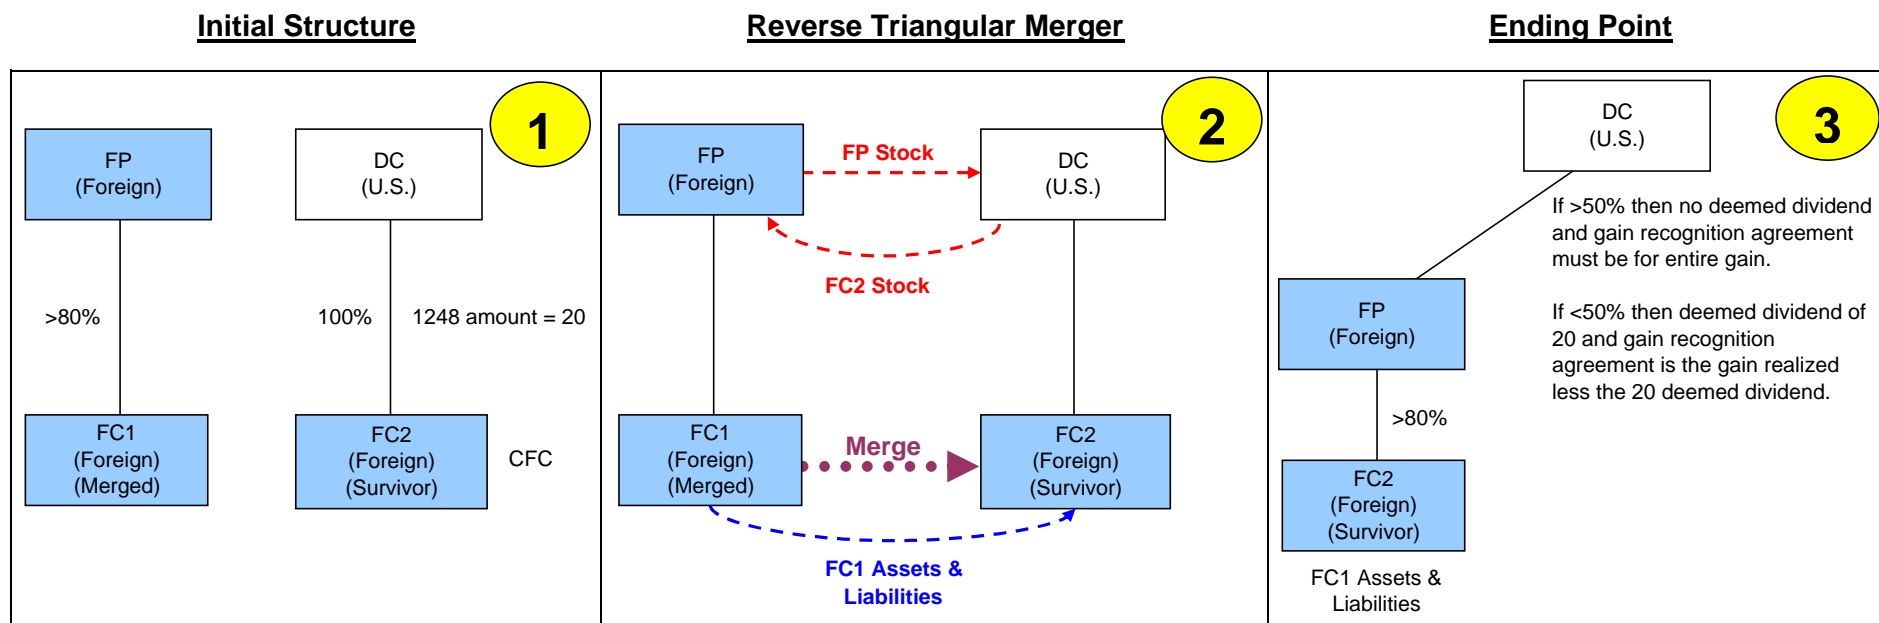 Initial Structure
Reverse Triangular Merger
Ending Point
1
FP
(Foreign)
DC
(U.S.)
>80%
100%
1248 amount = 20
FC1
(Foreign)
(Merged)
FC2
(Foreign)
(Survivor)
CFC
2
FP
(Foreign)
FP Stock
DC
(U.S.)
FC2 Stock
FC1
(Foreign)
(Merged)
Merge
FC2
(Foreign)
(Survivor)
FC1 Assets &
Liabilities
3
DC
(U.S.)
If >50% then no deemed dividend
and gain recognition agreement
must be for entire gain.
If <50% then deemed dividend of
20 and gain recognition
agreement is the gain realized
less the 20 deemed dividend.
FP
(Foreign)
>80%
FC2
(Foreign)
(Survivor)
FC1 Assets &
Liabilities